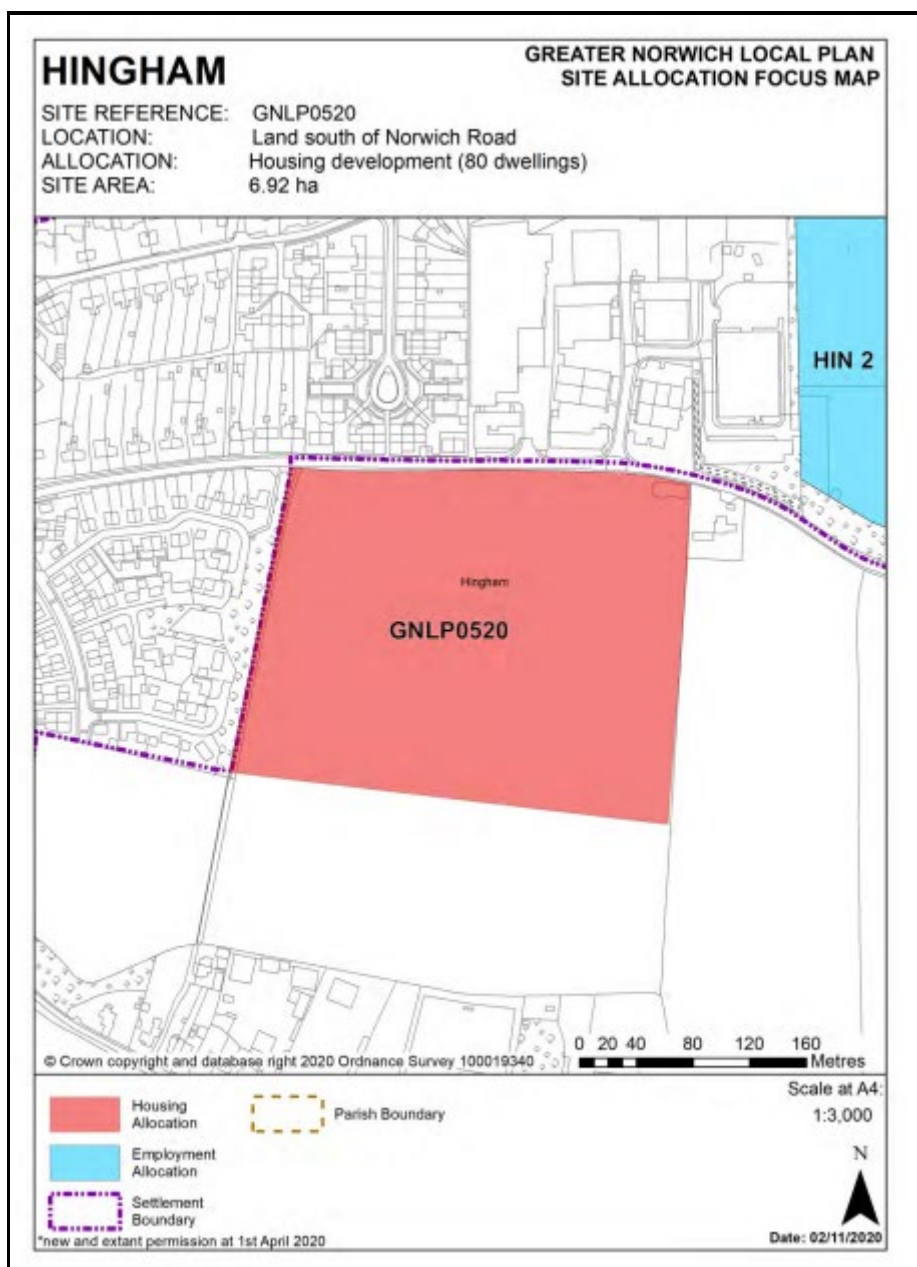 HINGHAM
GREATER NORWICH LOCAL PLAN
SITE ALLOCATION FOCUS MAP
SITE REFERENCE: GNLP0520
LOCATION: Land south of Norwich Road
ALLOCATION: Housing development (80 dwellings)
SITE AREA: 6.92 ha
HIN 2
Hingham
GNLP0520
© Crown copyright and database right 2020 Ordnance Survey 100019340
0 20 40 80 120 160
Metres
Housing
Allocation
Parish Boundary
Employment
Allocation
Settlement
Boundary
*new and extant permission at 1st April 2020
Scale at A4:
1:3,000
N
Date: 02/11/2020